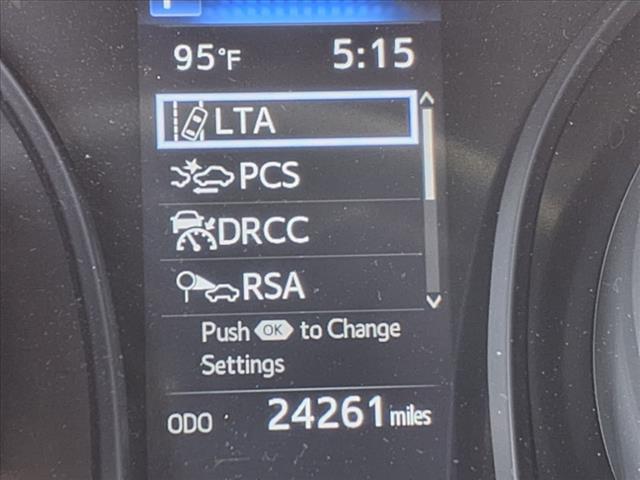 95°F 5:15
LTA
PCS
DRCC
RSA
Push OK to Change
Settings
ODO 24261 miles